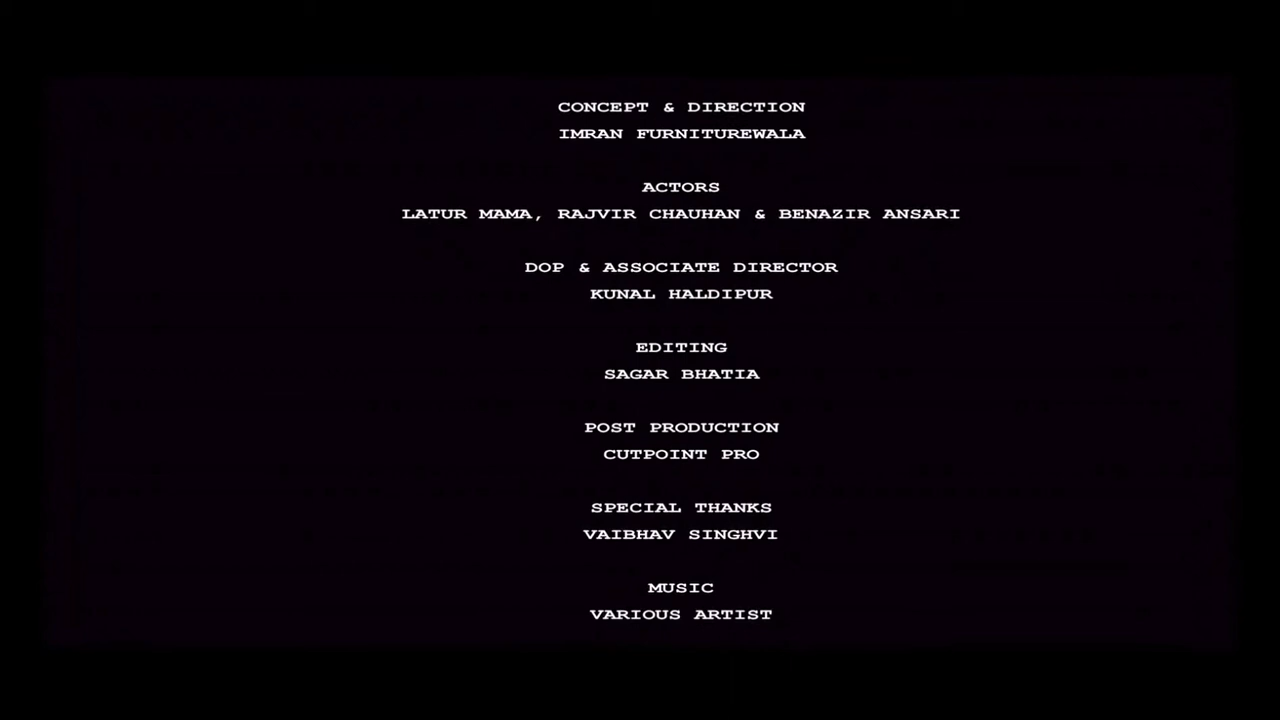 CONCEPT & DIRECTION
IMRAN FURNITUREWALA
ACTORS
LATUR MAMA, RAJVIR CHAUHAN & BENAZIR ANSARI
DOP & ASSOCIATE DIRECTOR
KUNAL HALDIPUR
EDITING
SAGAR BHATIA
POST PRODUCTION
CUTPOINT PRO
SPECIAL THANKS
VAIBHAV SINGHVI
MUSIC
VARIOUS ARTIST